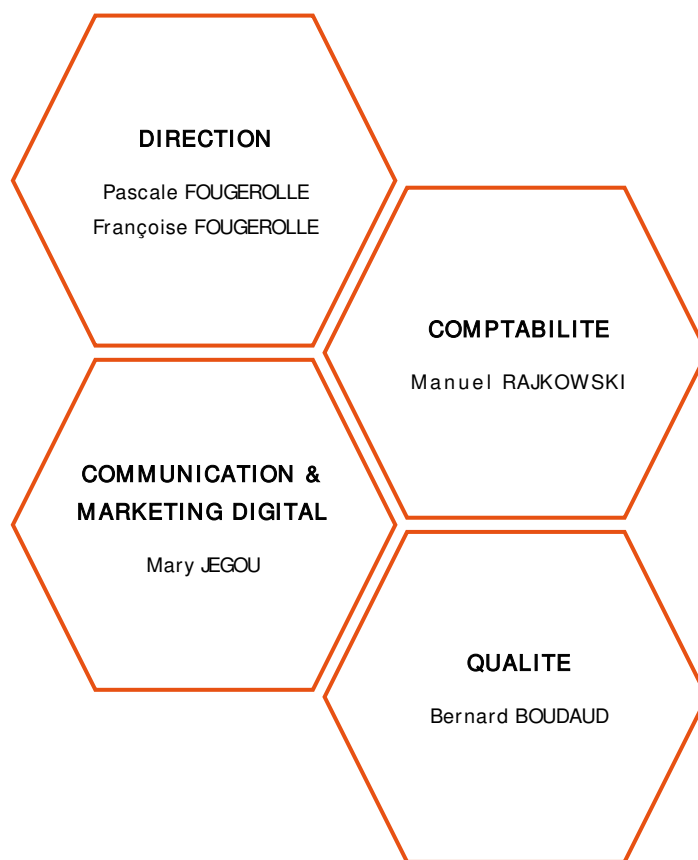 DIRECTION
Pascale FOUGEROLLE
Françoise FOUGEROLLE
COMPTABILITE
Manuel RAJKOWSKI
COMMUNICATION &
MARKETING DIGITAL
Mary JEGOU
QUALITE
Bernard BOUDAUD